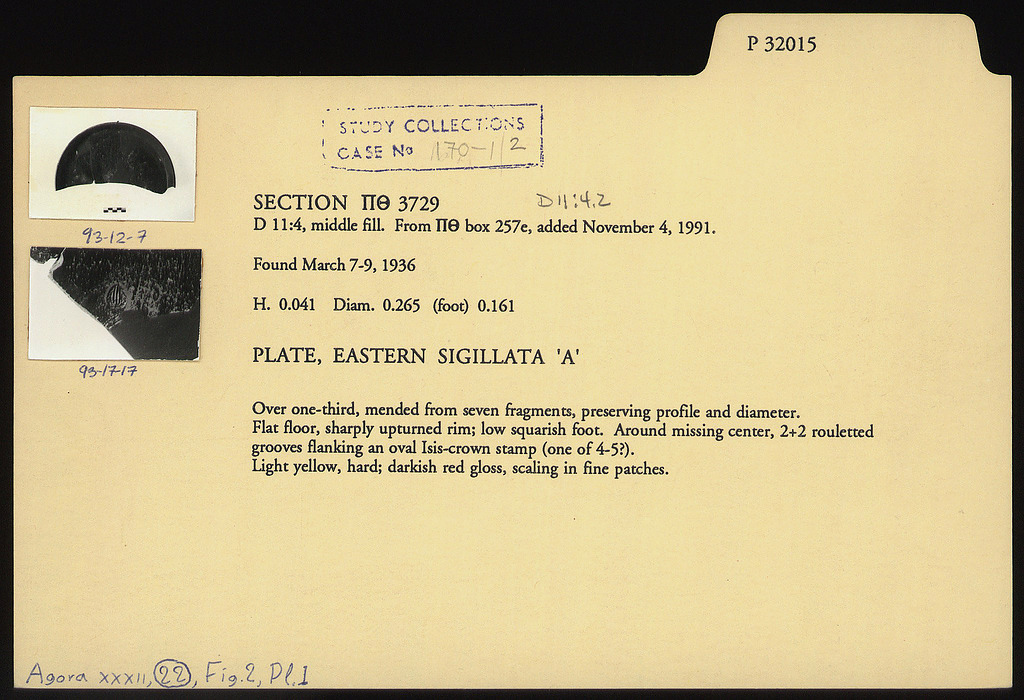 P 32015
STUDY COLLECTIONS
CASE No 170-1/2
SECTION ΠΘ 3729 D 11:4.2
D 11:4, middle fill. From ΠΘ box 257e, added November 4, 1991.
93-12-7
Found March 7-9, 1936
H. 0.041 Diam. 0.265 (foot) 0.161
PLATE, EASTERN SIGILLATA 'A'
93-17-17
Over one-third, mended from seven fragments, preserving profile and diameter.
Flat floor, sharply upturned rim; low squarish foot. Around missing center, 2+2 rouletted
grooves flanking an oval Isis-crown stamp (one of 4-5?).
Light yellow, hard; darkish red gloss, scaling in fine patches.
Agora xxxii, 22, Fig.2, Pl.1